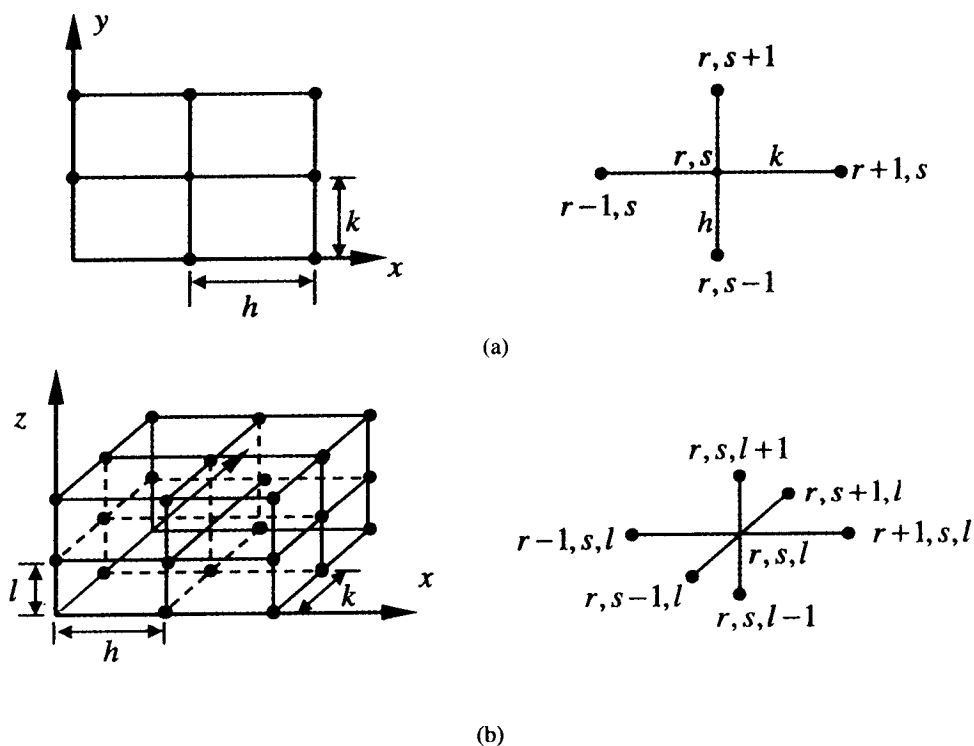 y
r, s+1
r, s
k
r+1, s
r−1, s
k
h
x
r, s−1
h
(a)
z
r, s, l+1
r, s+1, l
r−1, s, l
r+1, s, l
r, s, l
l
k
x
r, s−1, l
r, s, l−1
h
(b)